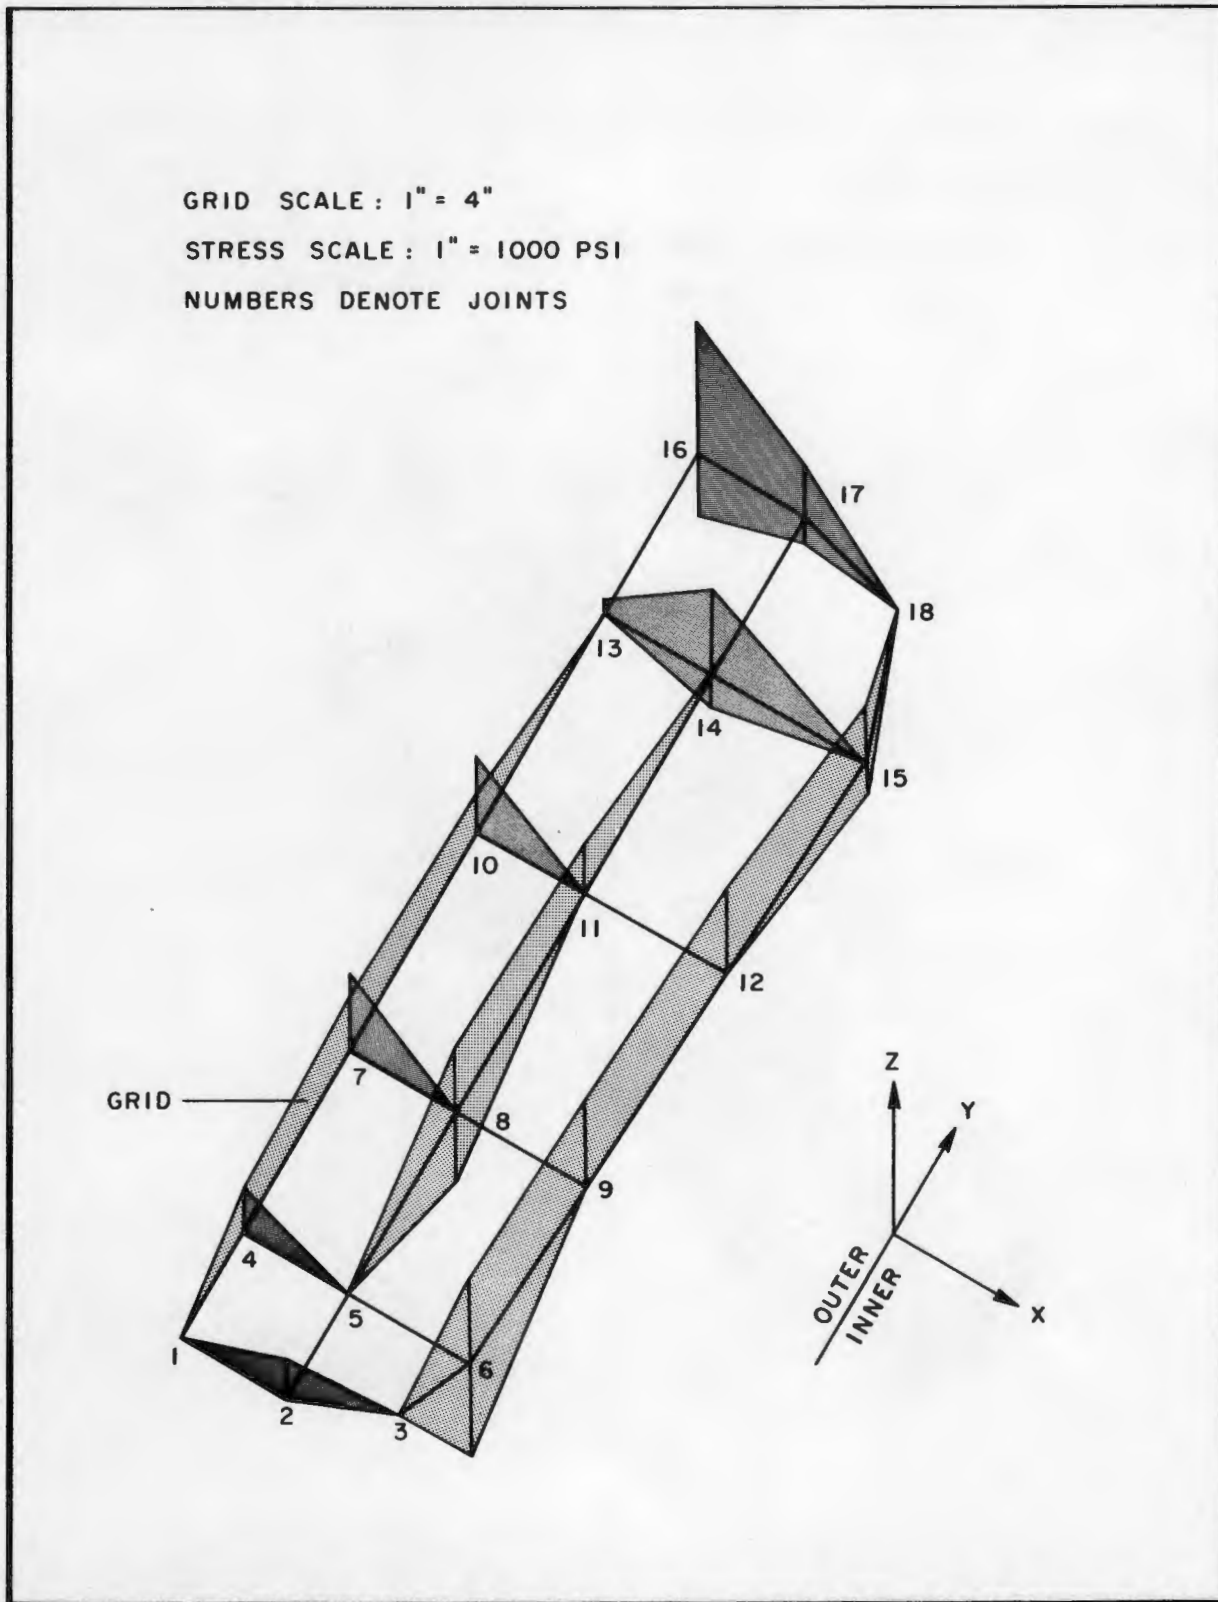 GRID SCALE: 1" = 4"
STRESS SCALE: 1" = 1000 PSI
NUMBERS DENOTE JOINTS
16
17
18
13
14
15
10
11
12
7
8
9
GRID
4
5
6
1
2
3
Z
Y
X
OUTER
INNER